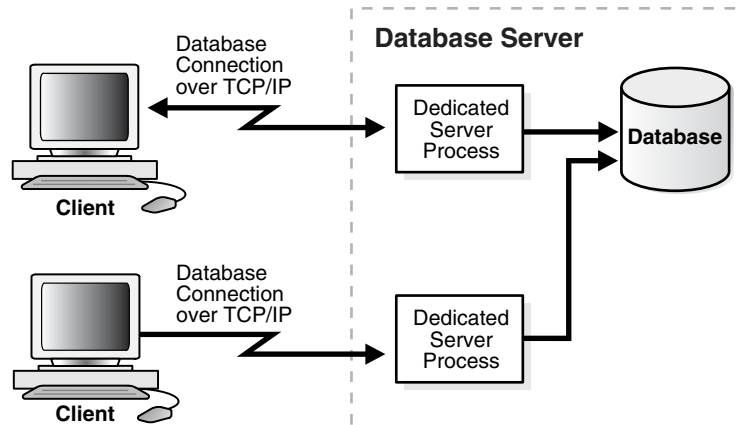 Database
Connection
over TCP/IP
Database Server
Dedicated
Server
Process
Database
Client
Database
Connection
over TCP/IP
Dedicated
Server
Process
Client